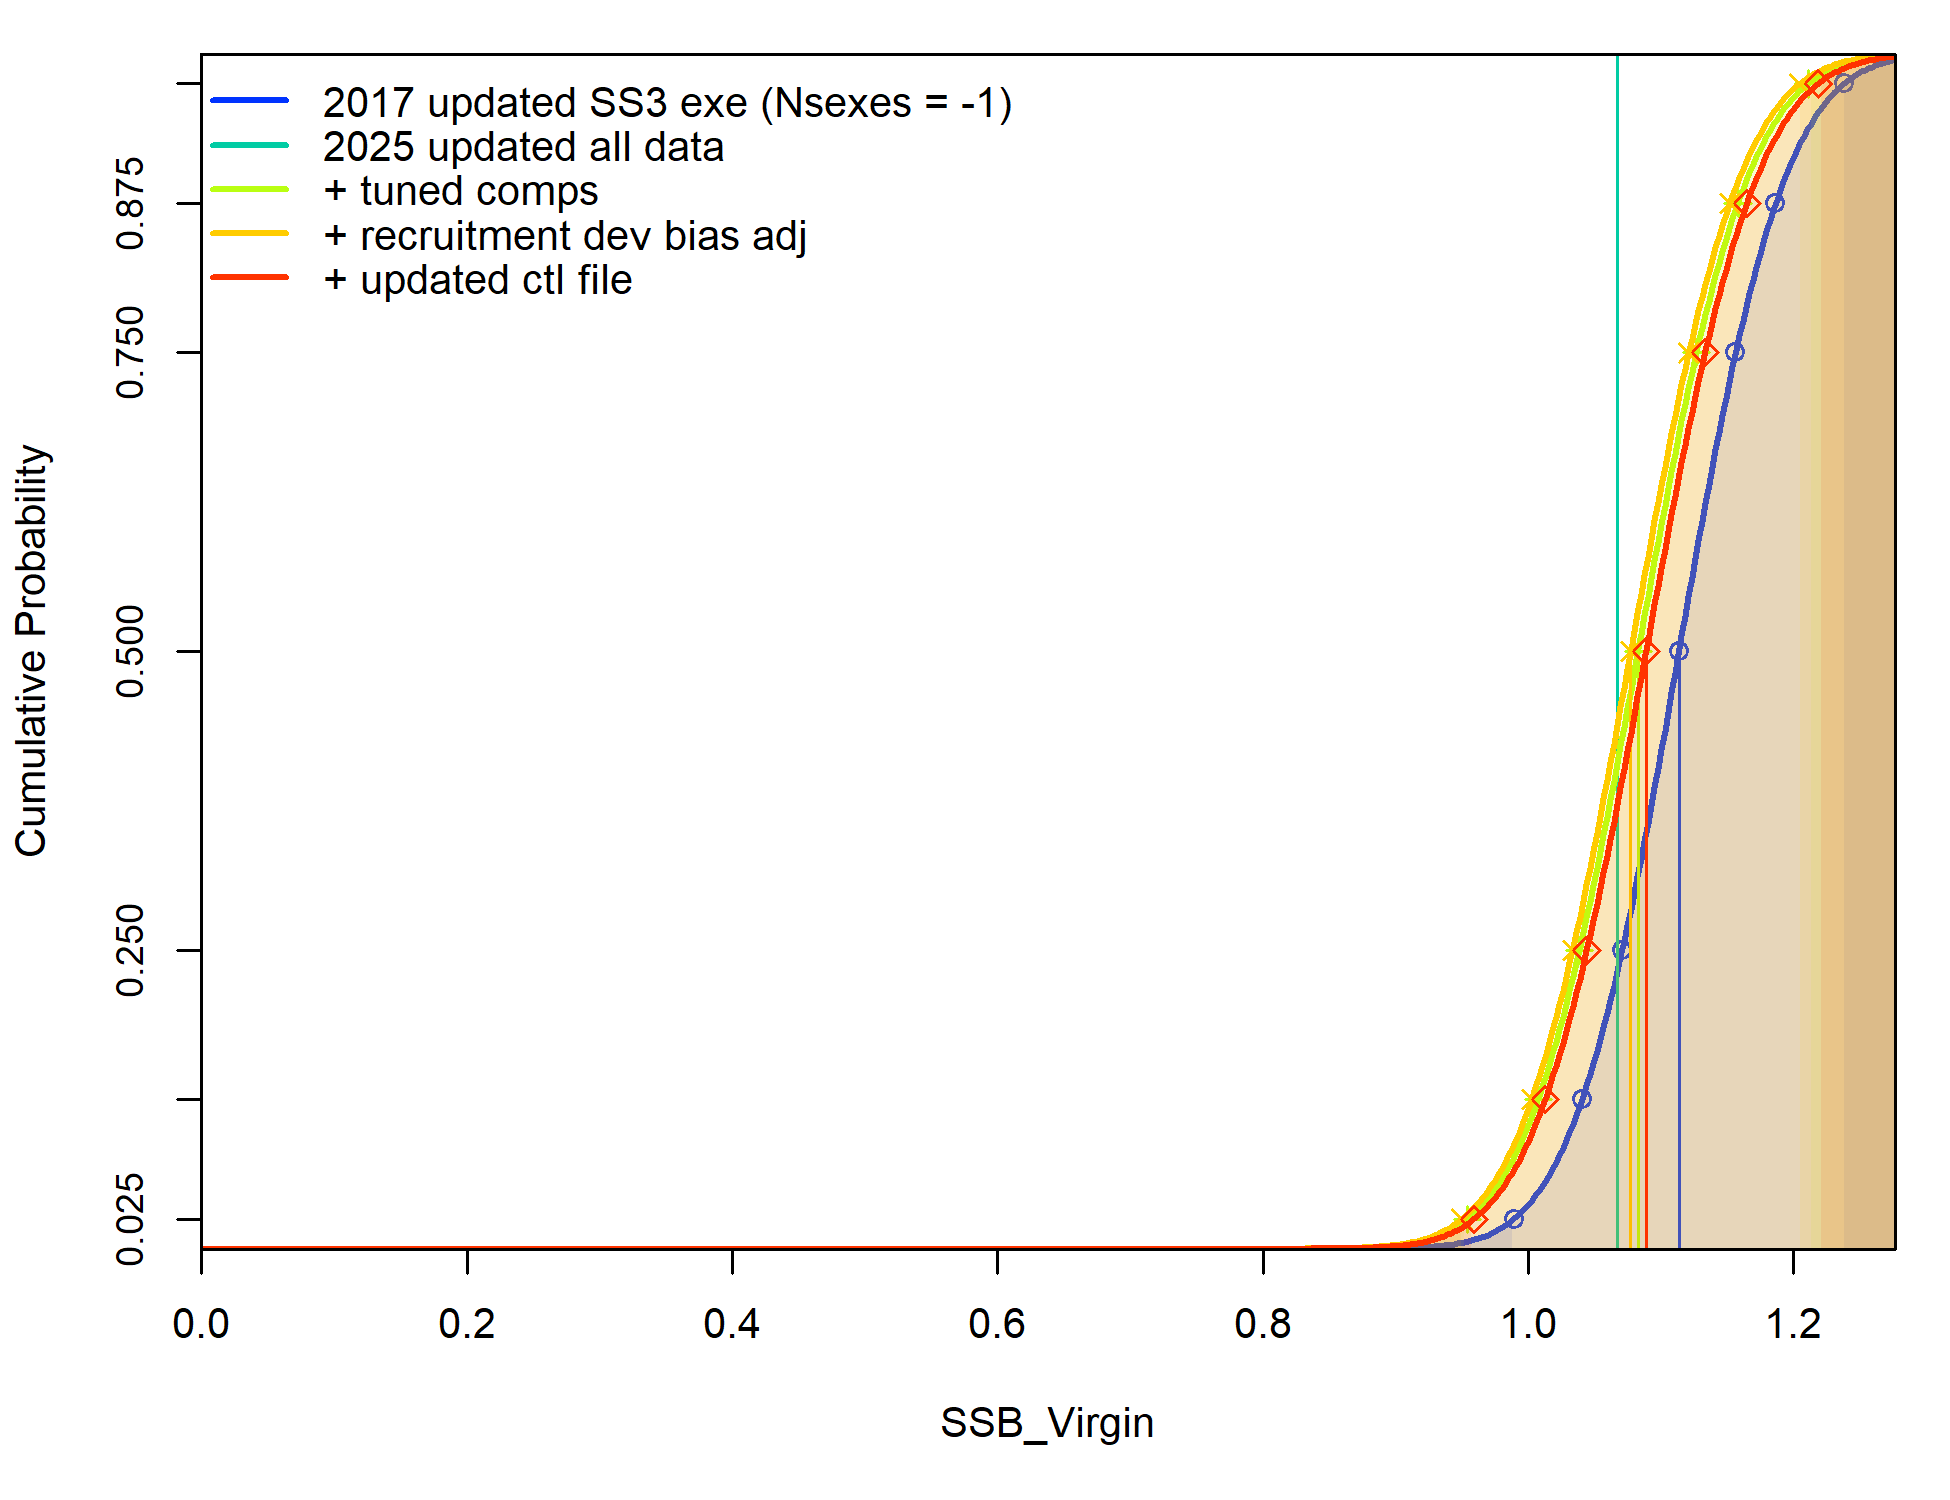 2017 updated SS3 exe (Nsexes = -1)
2025 updated all data
+ tuned comps
+ recruitment dev bias adj
+ updated ctl file
Cumulative Probability
0.875
0.750
0.500
0.250
0.025
0.0 0.2 0.4 0.6 0.8 1.0 1.2
SSB_Virgin